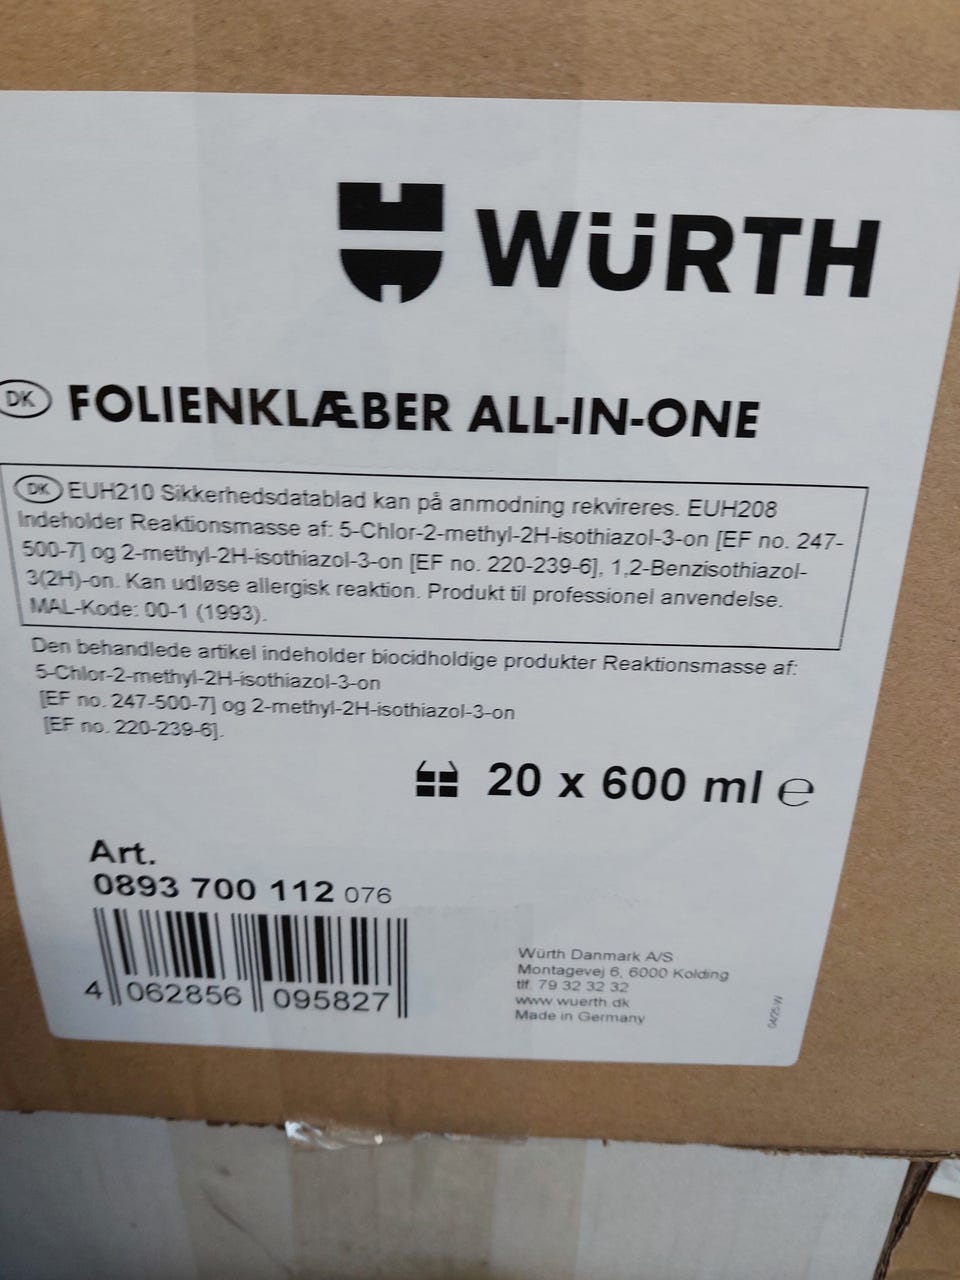 WÜRTH
DK FOLIENKLÆBER ALL-IN-ONE
DK EUH210 Sikkerhedsdatablad kan på anmodning rekvireres. EUH208
Indeholder Reaktionsmasse af: 5-Chlor-2-methyl-2H-isothiazol-3-on [EF no. 247-
500-7] og 2-methyl-2H-isothiazol-3-on [EF no. 220-239-6], 1,2-Benzisothiazol-
3(2H)-on. Kan udløse allergisk reaktion. Produkt til professionel anvendelse.
MAL-Kode: 00-1 (1993).
Den behandlede artikel indeholder biocidholdige produkter Reaktionsmasse af:
5-Chlor-2-methyl-2H-isothiazol-3-on
[EF no. 247-500-7] og 2-methyl-2H-isothiazol-3-on
[EF no. 220-239-6].
20 x 600 ml ℮
Art.
0893 700 112 076
4 062856 095827
Würth Danmark A/S
Montagevej 6, 6000 Kolding
tlf. 79 32 32 32
www.wuerth.dk
Made in Germany
04/25-W